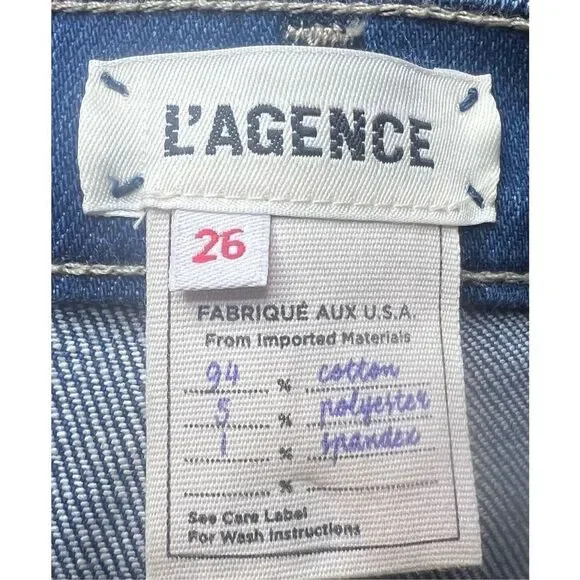 L'AGENCE
26
FABRIQUÉ AUX U.S.A.
From Imported Materials
94 % cotton
5 % polyester
1 % spandex
%
See Care Label
For Wash Instructions